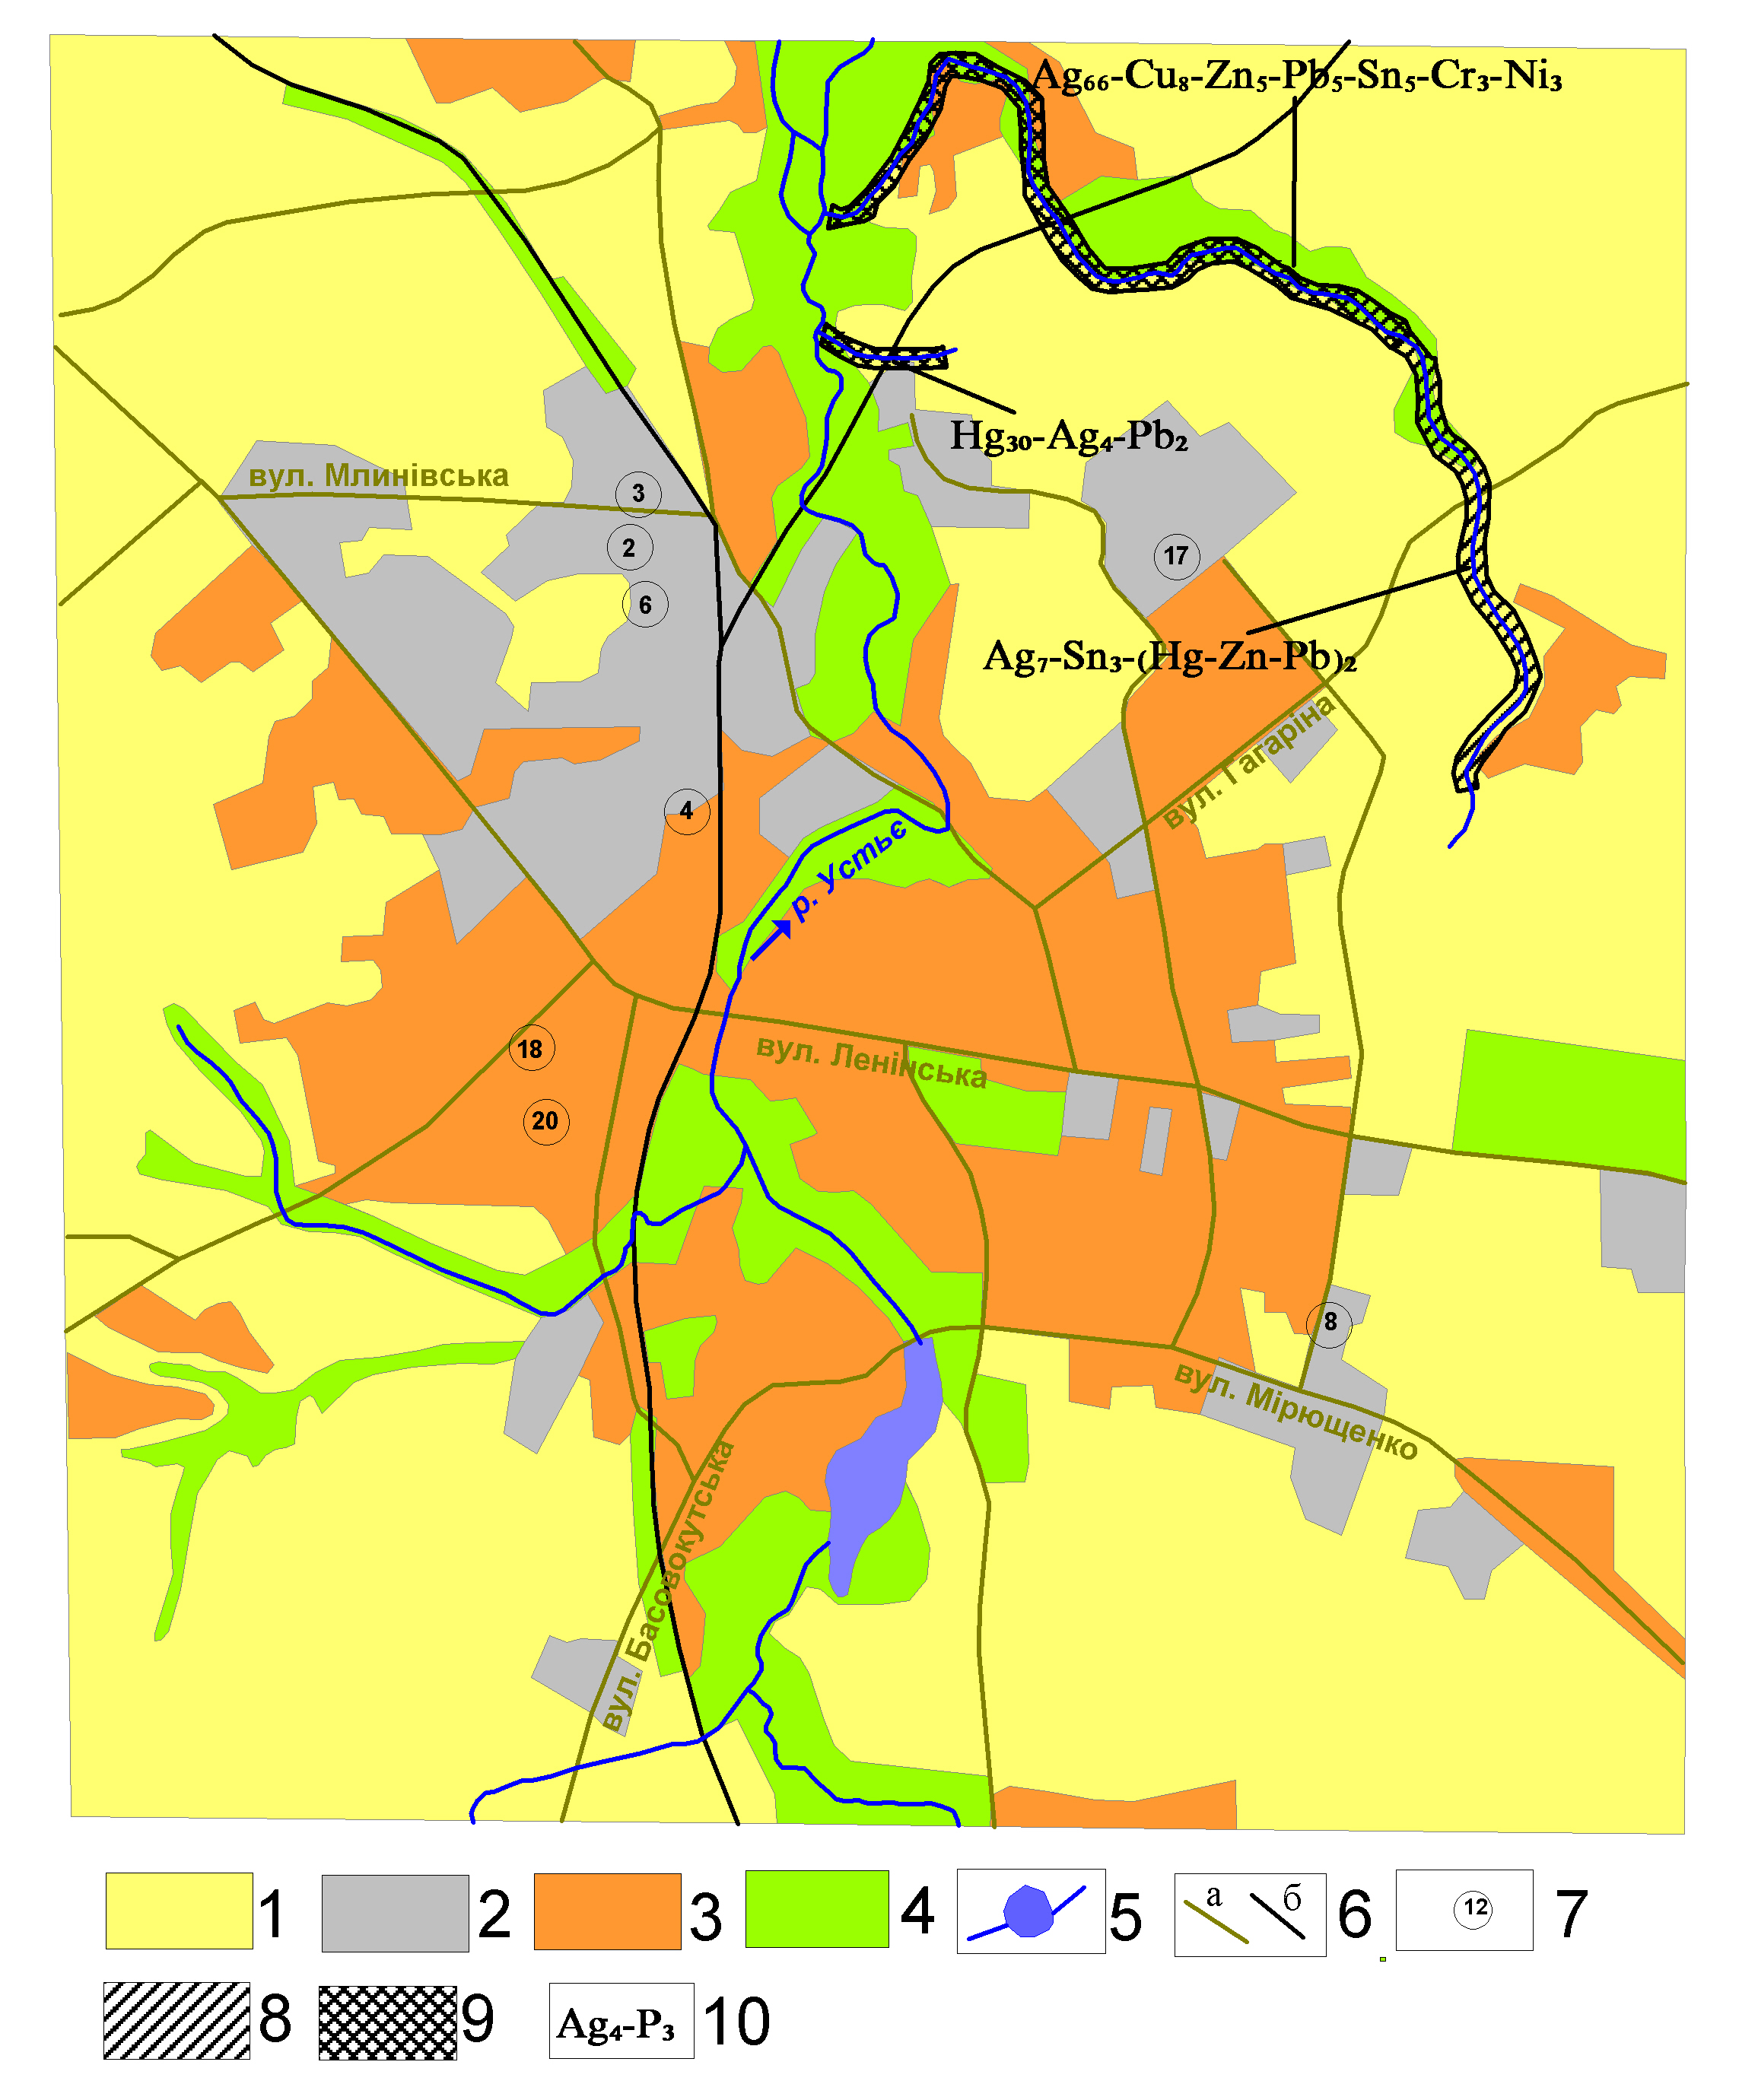 Ag₆₆-Cu₈-Zn₅-Pb₅-Sn₅-Cr₃-Ni₃
Hg₃₀-Ag₄-Pb₂
вул. Млинівська
3
2
17
6
Ag₇-Sn₃-(Hg-Zn-Pb)₂
вул. Гагаріна
4
р. Устьє
18
вул. Ленінська
20
8
вул. Мірющенко
вул. Басовокутська
1
2
3
4
5
а б
6
12
7
8
9
Ag₄-P₃
10